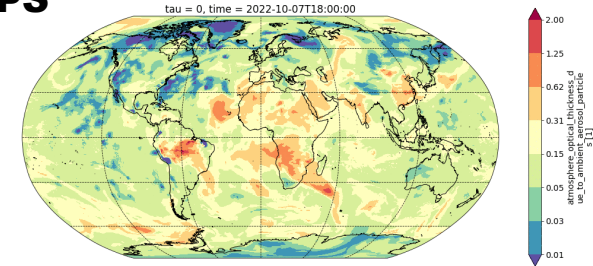 PS
tau = 0, time = 2022-10-07T18:00:00
2.00
1.25
0.62
0.31
0.15
0.05
0.03
0.01
atmosphere_optical_thickness_d
ue_to_ambient_aerosol_particle
s [1]